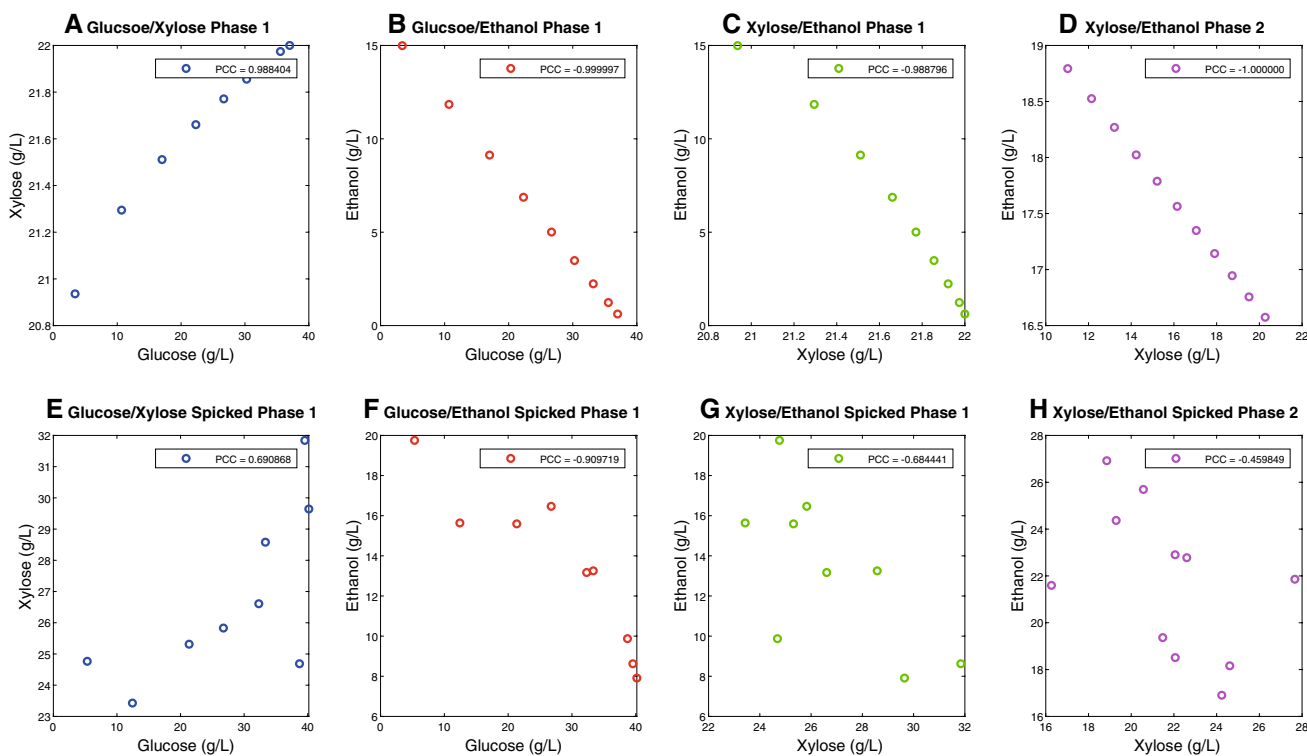 A Glucsoe/Xylose Phase 1
PCC = 0.988404
Xylose (g/L)
22
21.8
21.6
21.4
21.2
21
20.8
0 10 20 30 40
Glucose (g/L)
B Glucsoe/Ethanol Phase 1
PCC = -0.999997
Ethanol (g/L)
15
10
5
0
0 10 20 30 40
Glucose (g/L)
C Xylose/Ethanol Phase 1
PCC = -0.988796
Ethanol (g/L)
15
10
5
0
20.8 21 21.2 21.4 21.6 21.8 22
Xylose (g/L)
D Xylose/Ethanol Phase 2
PCC = -1.000000
Ethanol (g/L)
19
18.5
18
17.5
17
16.5
10 12 14 16 18 20 22
Xylose (g/L)
E Glucose/Xylose Spicked Phase 1
PCC = 0.690868
Xylose (g/L)
32
31
30
29
28
27
26
25
24
23
0 10 20 30 40
Glucose (g/L)
F Glucose/Ethanol Spicked Phase 1
PCC = -0.909719
Ethanol (g/L)
20
18
16
14
12
10
8
6
0 10 20 30 40
Glucose (g/L)
G Xylose/Ethanol Spicked Phase 1
PCC = -0.684441
Ethanol (g/L)
20
18
16
14
12
10
8
6
22 24 26 28 30 32
Xylose (g/L)
H Xylose/Ethanol Spicked Phase 2
PCC = -0.459849
Ethanol (g/L)
28
26
24
22
20
18
16
16 18 20 22 24 26 28
Xylose (g/L)